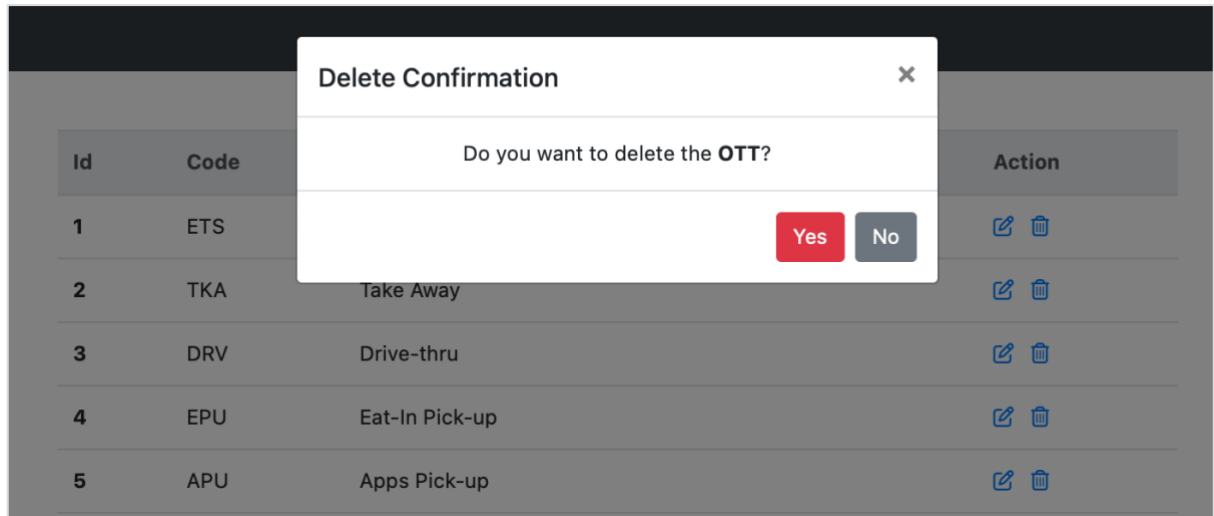 Delete Confirmation ×
Do you want to delete the OTT?
Yes No
Id Code Action
1 ETS
2 TKA Take Away
3 DRV Drive-thru
4 EPU Eat-In Pick-up
5 APU Apps Pick-up